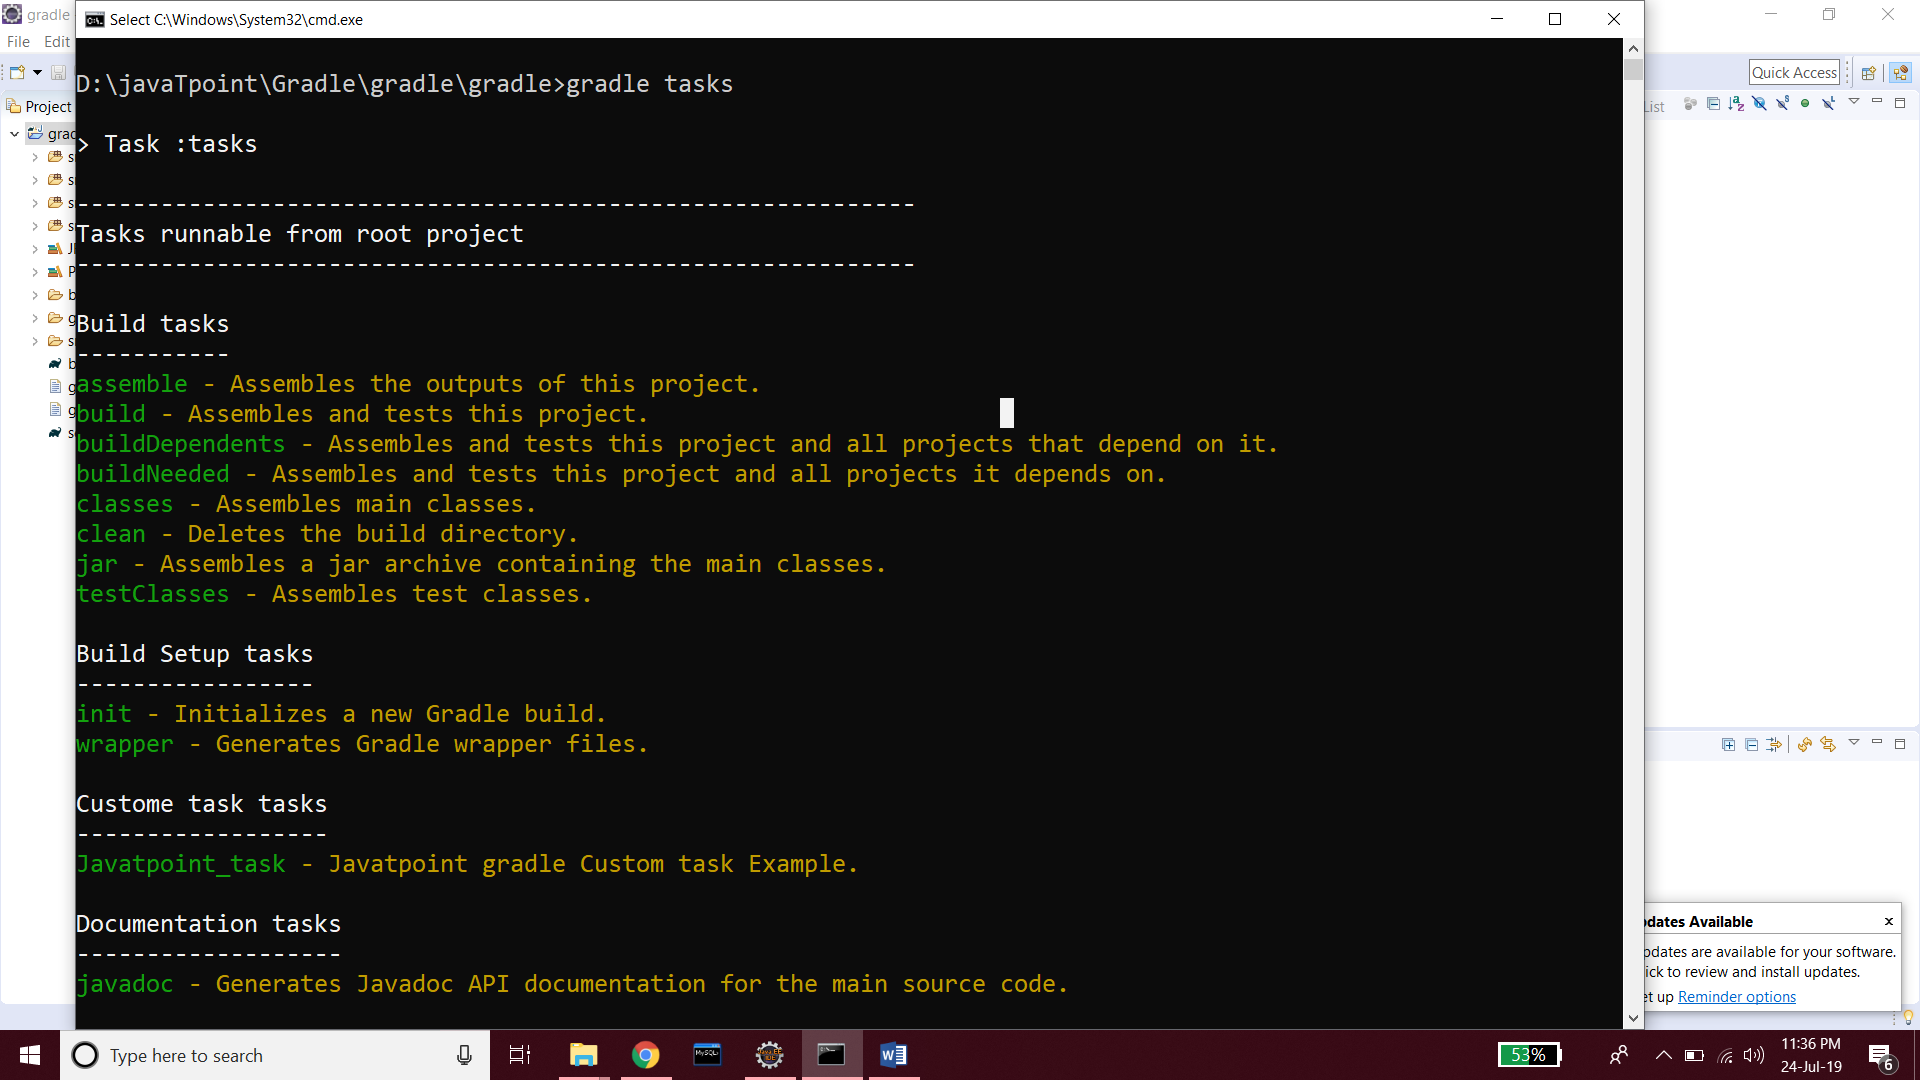 gradle
Select C:\Windows\System32\cmd.exe
File Edit
Quick Access
D:\javaTpoint\Gradle\gradle\gradle>gradle tasks
Project
List
grad
> Task :tasks
------------------------------------------------------------
Tasks runnable from root project
------------------------------------------------------------
Build tasks
-----------
assemble - Assembles the outputs of this project.
build - Assembles and tests this project.
buildDependents - Assembles and tests this project and all projects that depend on it.
buildNeeded - Assembles and tests this project and all projects it depends on.
classes - Assembles main classes.
clean - Deletes the build directory.
jar - Assembles a jar archive containing the main classes.
testClasses - Assembles test classes.
Build Setup tasks
-----------------
init - Initializes a new Gradle build.
wrapper - Generates Gradle wrapper files.
Custome task tasks
------------------
Javatpoint_task - Javatpoint gradle Custom task Example.
Documentation tasks
-------------------
javadoc - Generates Javadoc API documentation for the main source code.
dates Available
pdates are available for your software.
ick to review and install updates.
et up Reminder options
Type here to search
MySQL
53%
11:36 PM
24-Jul-19
6